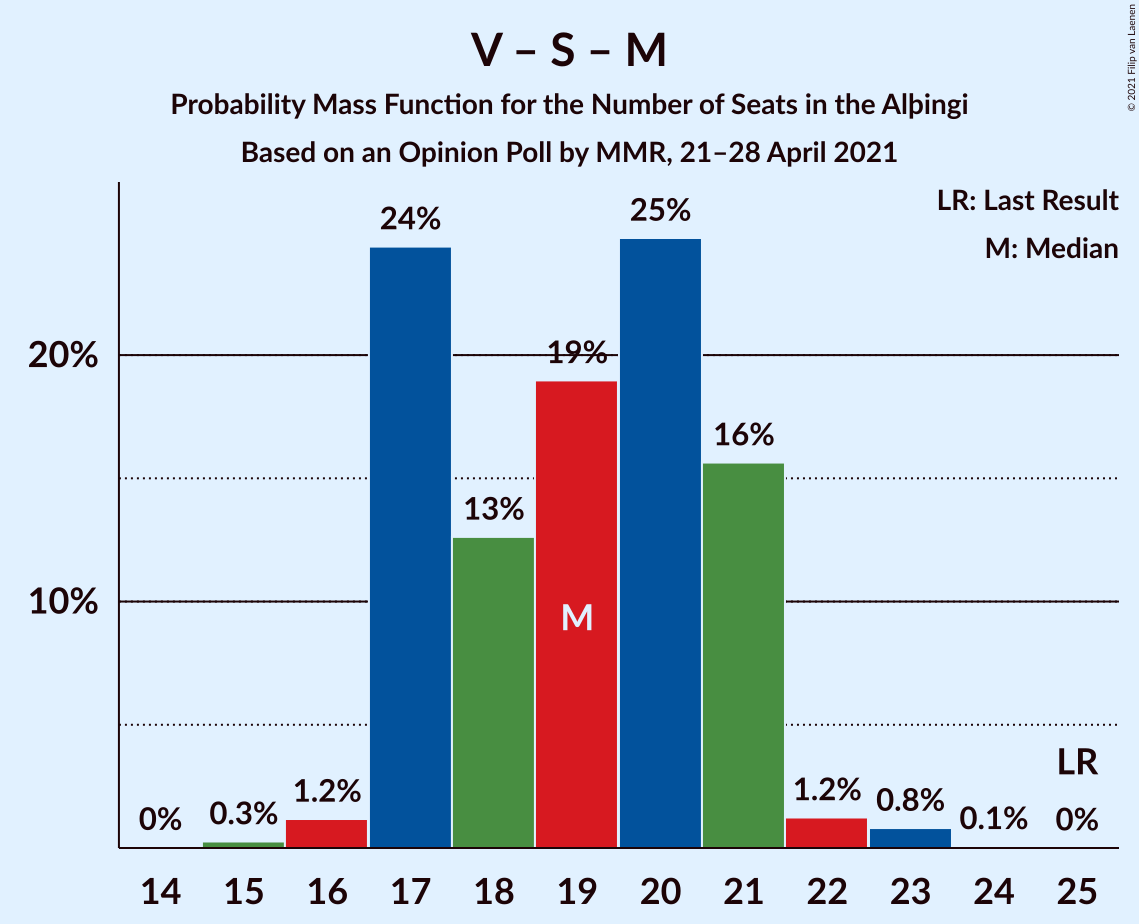 V – S – M
Probability Mass Function for the Number of Seats in the Alþingi
Based on an Opinion Poll by MMR, 21–28 April 2021
© 2021 Filip van Laenen
LR: Last Result
M: Median
24%
25%
20%
19%
16%
13%
10%
M
LR
0%
0.3%
1.2%
1.2%
0.8%
0.1%
0%
14 15 16 17 18 19 20 21 22 23 24 25